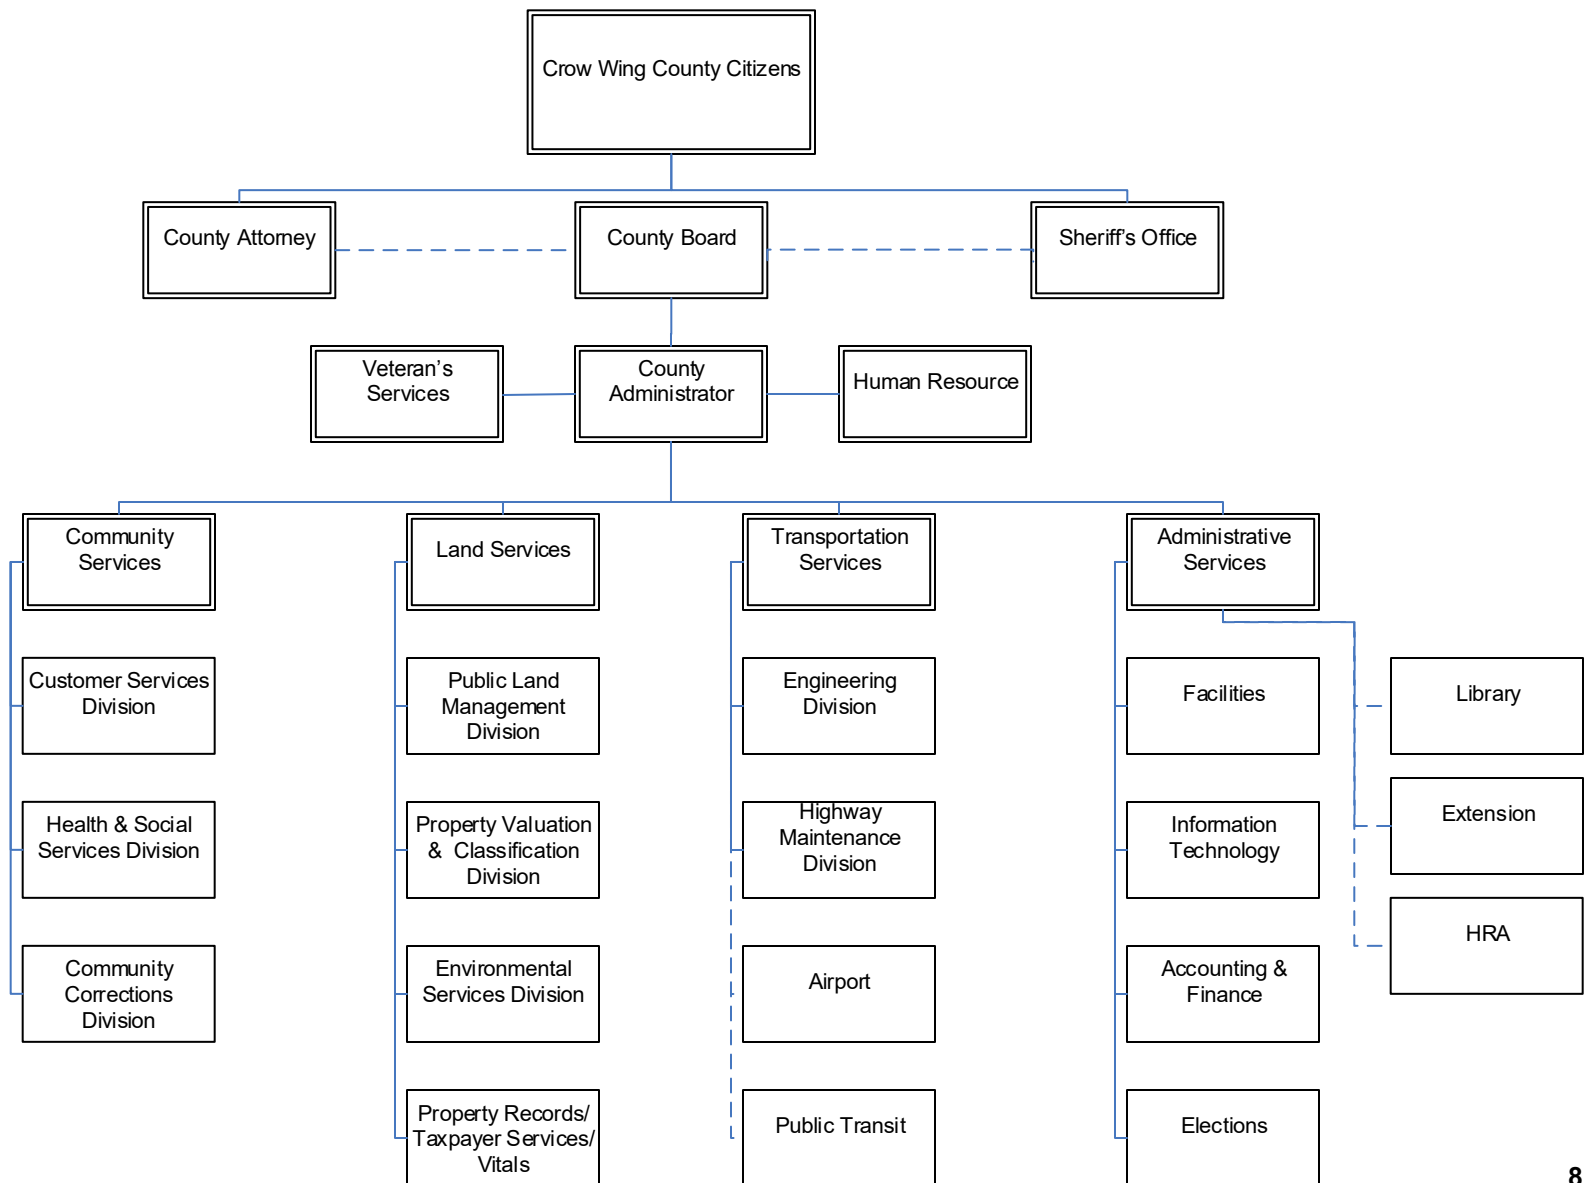 Crow Wing County Citizens
County Attorney
County Board
Sheriff's Office
Veteran's
Services
County
Administrator
Human Resource
Community
Services
Land Services
Transportation
Services
Administrative
Services
Customer Services
Division
Public Land
Management
Division
Engineering
Division
Facilities
Library
Health & Social
Services Division
Property Valuation
& Classification
Division
Highway
Maintenance
Division
Information
Technology
Extension
Community
Corrections
Division
Environmental
Services Division
Airport
Accounting &
Finance
HRA
Property Records/
Taxpayer Services/
Vitals
Public Transit
Elections
8